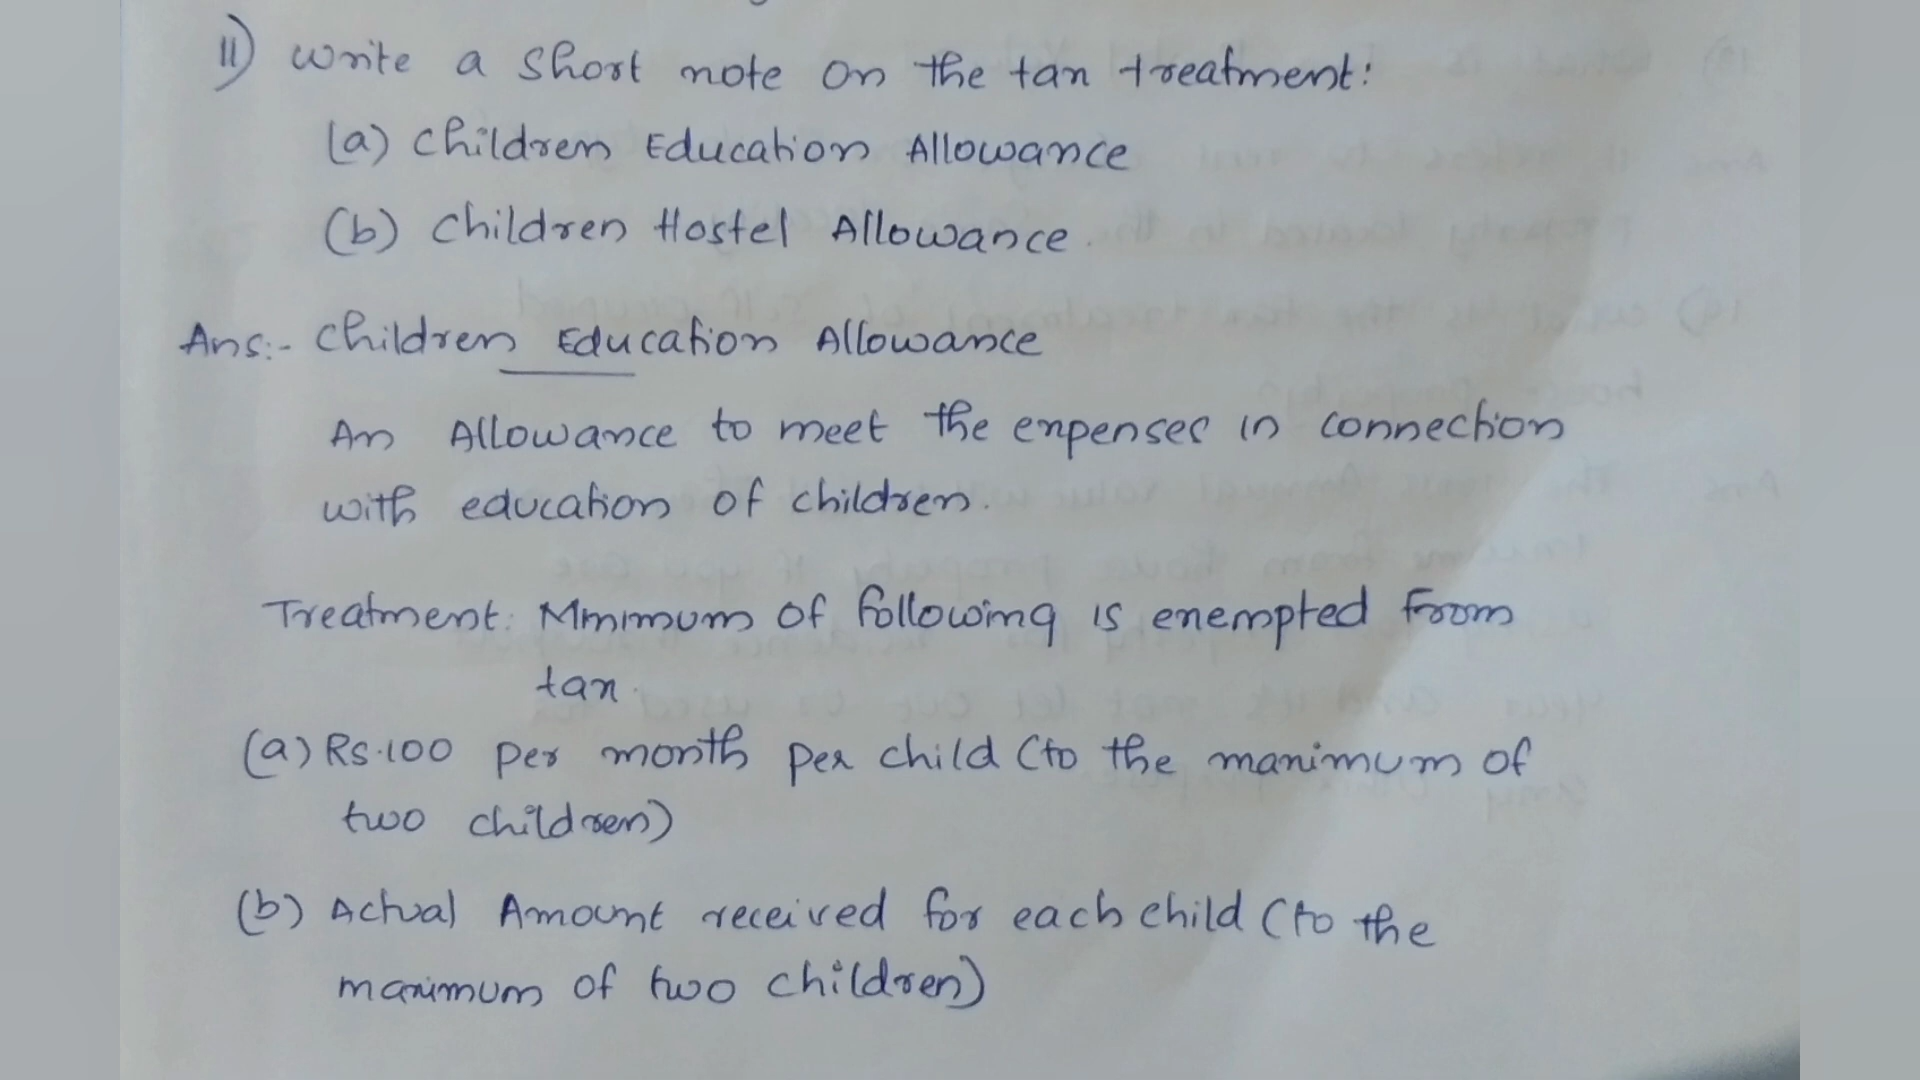 11) Write a short note on the tax treatment:
(a) Children Education Allowance
(b) Children Hostel Allowance.
Ans:- Children Education Allowance
An Allowance to meet the expenses in connection
with education of children.
Treatment: Minimum of following is exempted from
tax.
(a) Rs.100 per month per child (to the maximum of
two children)
(b) Actual Amount received for each child (to the
maximum of two children)